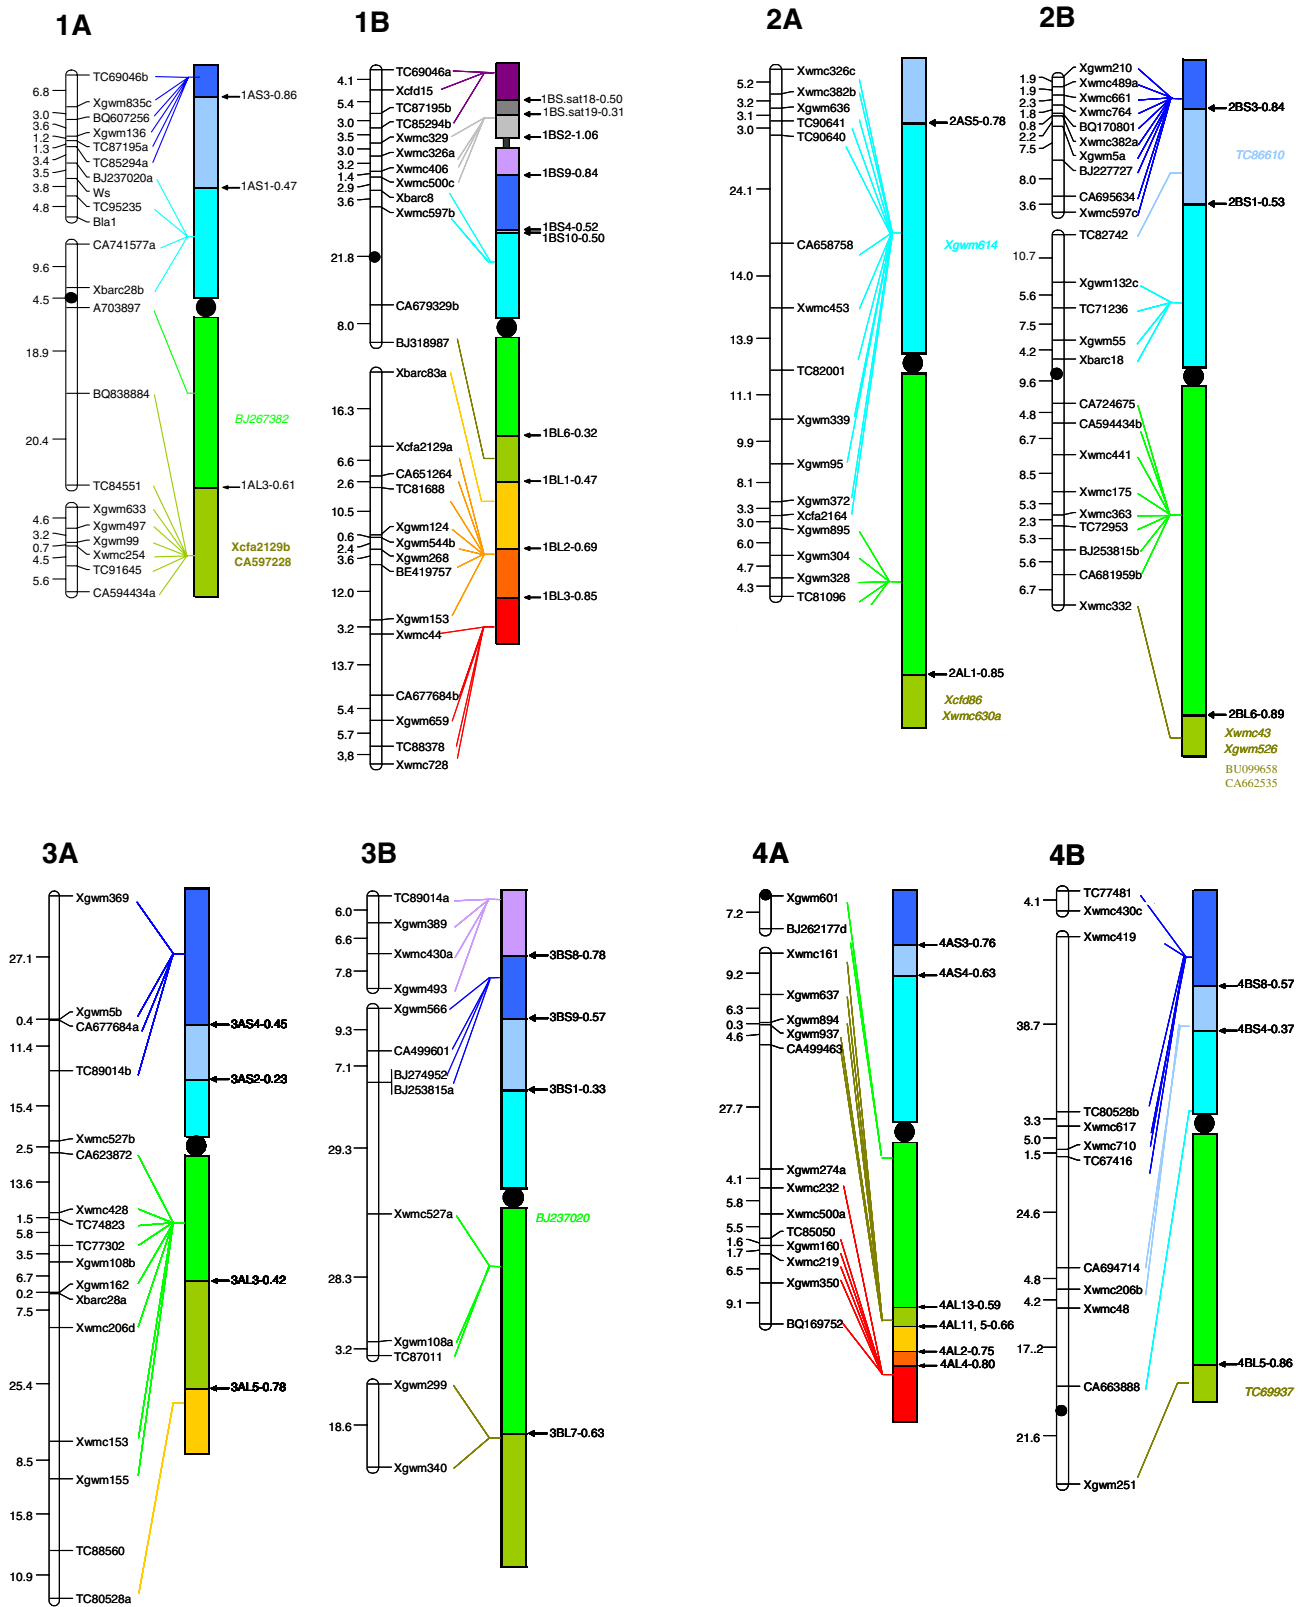 1A
TC69046b
6.8
Xgwm835c
3.0
BQ607256
3.6
Xgwm136
1.2
TC87195a
1.3
TC85294a
3.4
BJ237020a
3.5
Ws
3.8
TC95235
4.8
Bla1
CA741577a
9.6
Xbarc28b
4.5
A703897
18.9
BQ838884
20.4
TC84551
Xgwm633
4.6
Xgwm497
3.2
Xgwm99
0.7
Xwmc254
4.5
TC91645
5.6
CA594434a
1AS3-0.86
1AS1-0.47
BJ267382
1AL3-0.61
Xcfa2129b
CA597228
1B
TC69046a
4.1
Xcfd15
5.4
TC87195b
3.0
TC85294b
3.5
Xwmc329
3.0
Xwmc326a
3.2
Xwmc406
1.4
Xwmc500c
2.9
Xbarc8
3.6
Xwmc597b
21.8
CA679329b
8.0
BJ318987
Xbarc83a
16.3
Xcfa2129a
6.6
CA651264
2.6
TC81688
10.5
Xgwm124
0.6
Xgwm544b
2.4
Xgwm268
3.6
BE419757
12.0
Xgwm153
3.2
Xwmc44
13.7
CA677684b
5.4
Xgwm659
5.7
TC88378
3,8
Xwmc728
1BS.sat18-0.50
1BS.sat19-0.31
1BS2-1.06
1BS9-0.84
1BS4-0.52
1BS10-0.50
1BL6-0.32
1BL1-0.47
1BL2-0.69
1BL3-0.85
2A
Xwmc326c
5.2
Xwmc382b
3.2
Xgwm636
3.1
TC90641
3.0
TC90640
24.1
CA658758
14.0
Xwmc453
13.9
TC82001
11.1
Xgwm339
9.9
Xgwm95
8.1
Xgwm372
3.3
Xcfa2164
3.0
Xgwm895
6.0
Xgwm304
4.7
Xgwm328
4.3
TC81096
2AS5-0.78
Xgwm614
2AL1-0.85
Xcfd86
Xwmc630a
2B
Xgwm210
1.9
Xwmc489a
1.9
Xwmc661
2.3
Xwmc764
1.8
BQ170801
0.8
Xwmc382a
2.2
Xgwm5a
7.5
BJ227727
8.0
CA695634
3.6
Xwmc597c
TC82742
10.7
Xgwm132c
5.6
TC71236
7.5
Xgwm55
4.2
Xbarc18
9.6
CA724675
4.8
CA594434b
6.7
Xwmc441
8.5
Xwmc175
5.3
Xwmc363
2.3
TC72953
5.3
BJ253815b
5.6
CA681959b
6.7
Xwmc332
2BS3-0.84
TC86610
2BS1-0.53
2BL6-0.89
Xwmc43
Xgwm526
BU099658
CA662535
3A
Xgwm369
27.1
Xgwm5b
0.4
CA677684a
11.4
TC89014b
15.4
Xwmc527b
2.5
CA623872
13.6
Xwmc428
1.5
TC74823
5.8
TC77302
3.5
Xgwm108b
6.7
Xgwm162
0.2
Xbarc28a
7.5
Xwmc206d
25.4
Xwmc153
8.5
Xgwm155
15.8
TC88560
10.9
TC80528a
3AS4-0.45
3AS2-0.23
3AL3-0.42
3AL5-0.78
3B
TC89014a
6.0
Xgwm389
6.6
Xwmc430a
7.8
Xgwm493
Xgwm566
9.3
CA499601
7.1
BJ274952
BJ253815a
29.3
Xwmc527a
28.3
Xgwm108a
3.2
TC87011
Xgwm299
18.6
Xgwm340
3BS8-0.78
3BS9-0.57
3BS1-0.33
BJ237020
3BL7-0.63
4A
Xgwm601
7.2
BJ262177d
Xwmc161
9.2
Xgwm637
6.3
Xgwm894
0.3
Xgwm937
4.6
CA499463
27.7
Xgwm274a
4.1
Xwmc232
5.8
Xwmc500a
5.5
TC85050
1.6
Xgwm160
1.7
Xwmc219
6.5
Xgwm350
9.1
BQ169752
4AS3-0.76
4AS4-0.63
4AL13-0.59
4AL11, 5-0.66
4AL2-0.75
4AL4-0.80
4B
TC77481
4.1
Xwmc430c
Xwmc419
38.7
TC80528b
3.3
Xwmc617
5.0
Xwmc710
1.5
TC67416
24.6
CA694714
4.8
Xwmc206b
4.2
Xwmc48
17.2
CA663888
21.6
Xgwm251
4BS8-0.57
4BS4-0.37
4BL5-0.86
TC69937